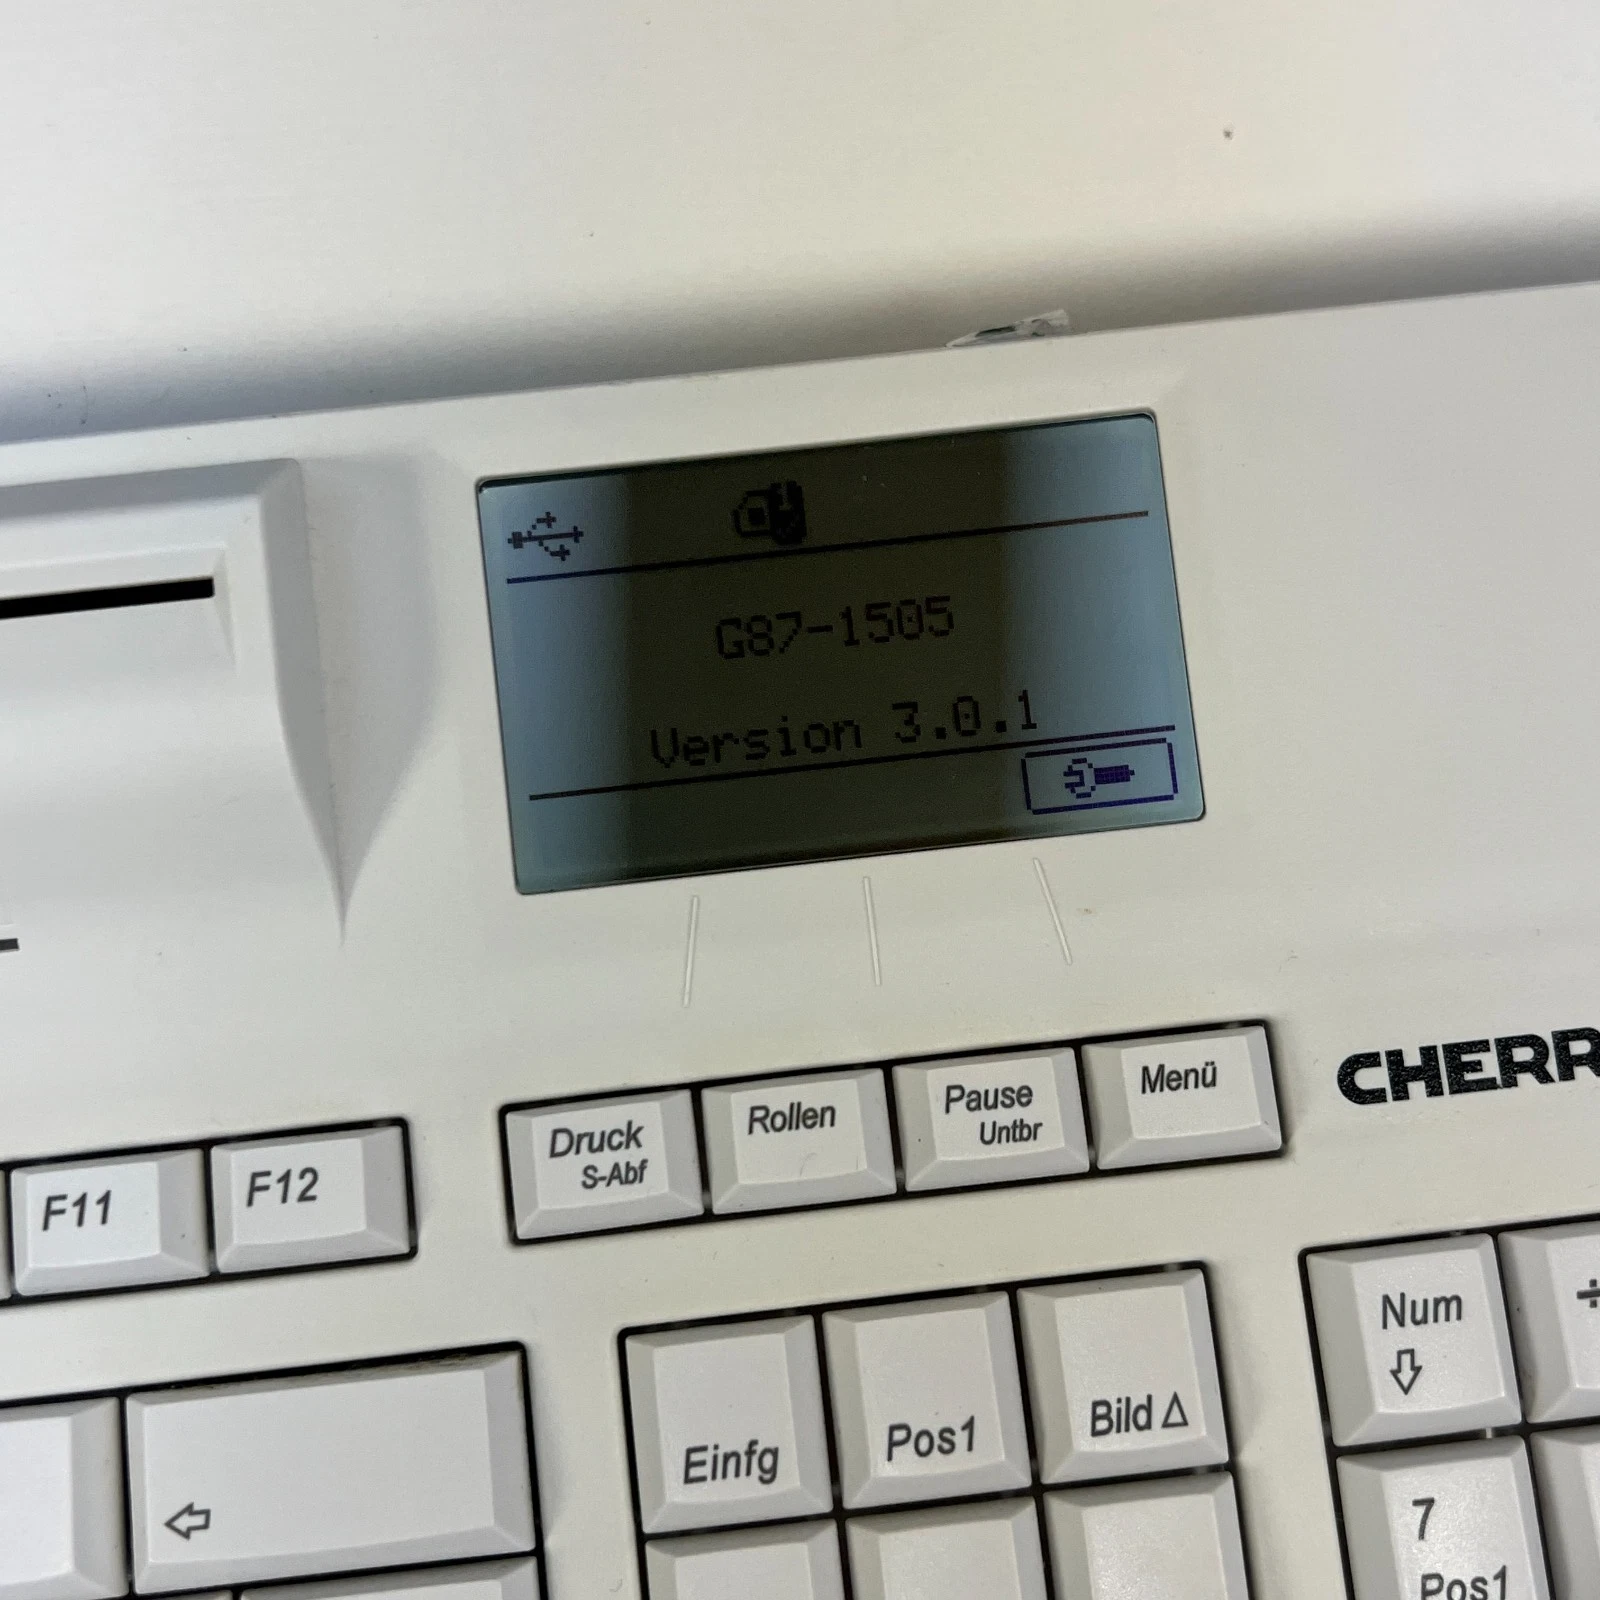 G87-1505
Version 3.0.1
CHERR
Druck
S-Abf
Rollen
Pause
Untbr
Menü
F11
F12
Einfg
Pos1
Bild
Num
÷
7
Pos1